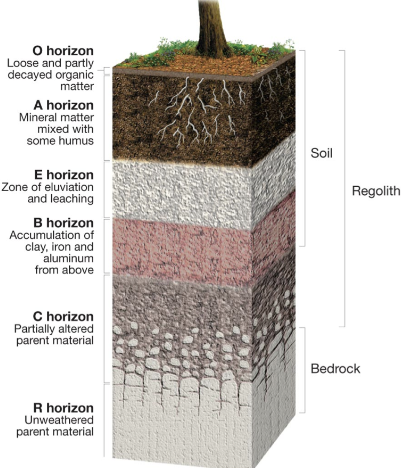 O horizon
Loose and partly
decayed organic
matter
A horizon
Mineral matter
mixed with
some humus
E horizon
Zone of eluviation
and leaching
B horizon
Accumulation of
clay, iron and
aluminum
from above
C horizon
Partially altered
parent material
R horizon
Unweathered
parent material
Soil
Regolith
Bedrock